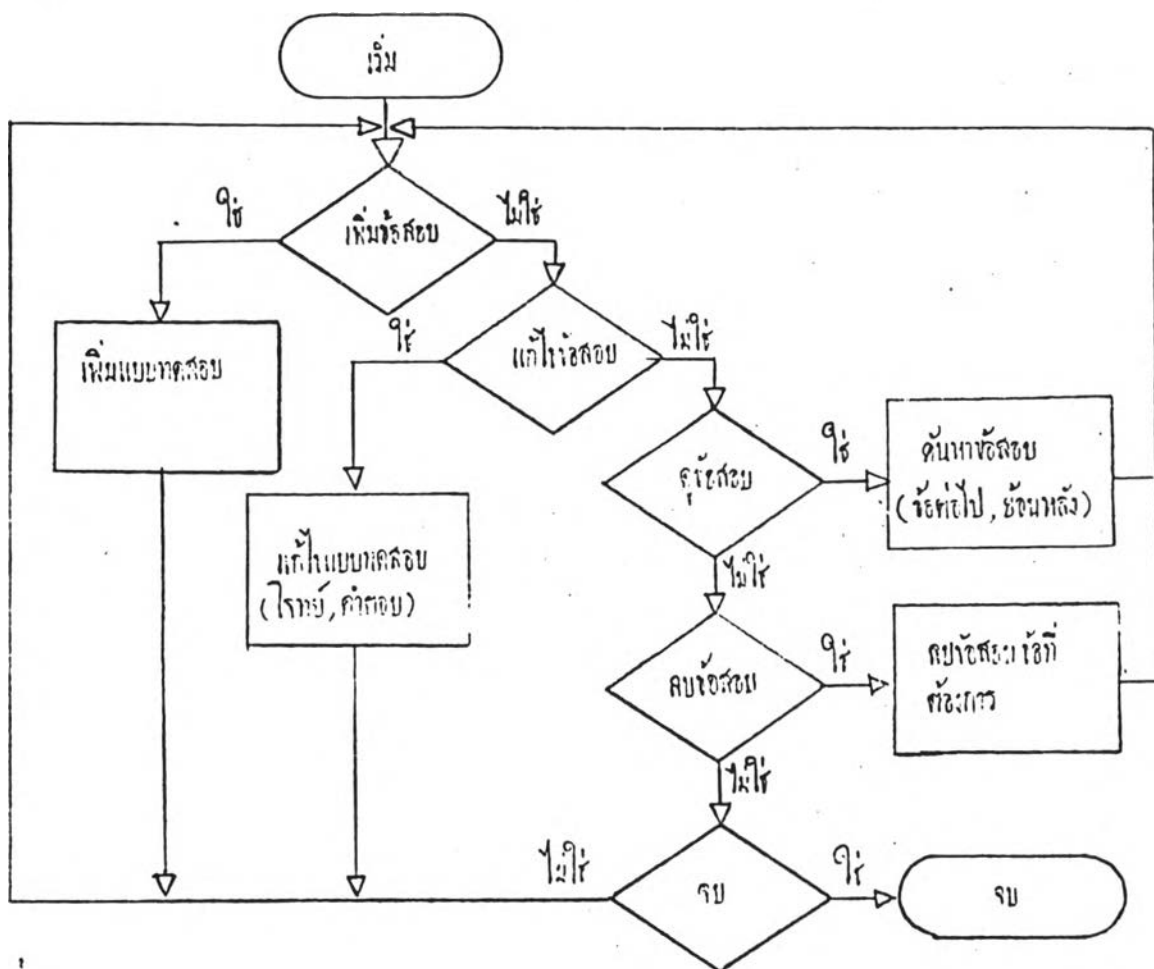 เริ่ม
ใช่
ไม่ใช่
เพิ่มข้อสอบ
ใช่
ไม่ใช่
เพิ่มแบบทดสอบ
แก้ไขข้อสอบ
ใช่
ดูข้อสอบ
ค้นหาข้อสอบ
(ข้อต่อไป, ย้อนหลัง)
แก้ไขแบบทดสอบ
(โจทย์, คำตอบ)
ไม่ใช่
ใช่
ลบข้อสอบ
ลบข้อสอบ ข้อที่
ต้องการ
ไม่ใช่
ไม่ใช่
ใช่
จบ
จบ